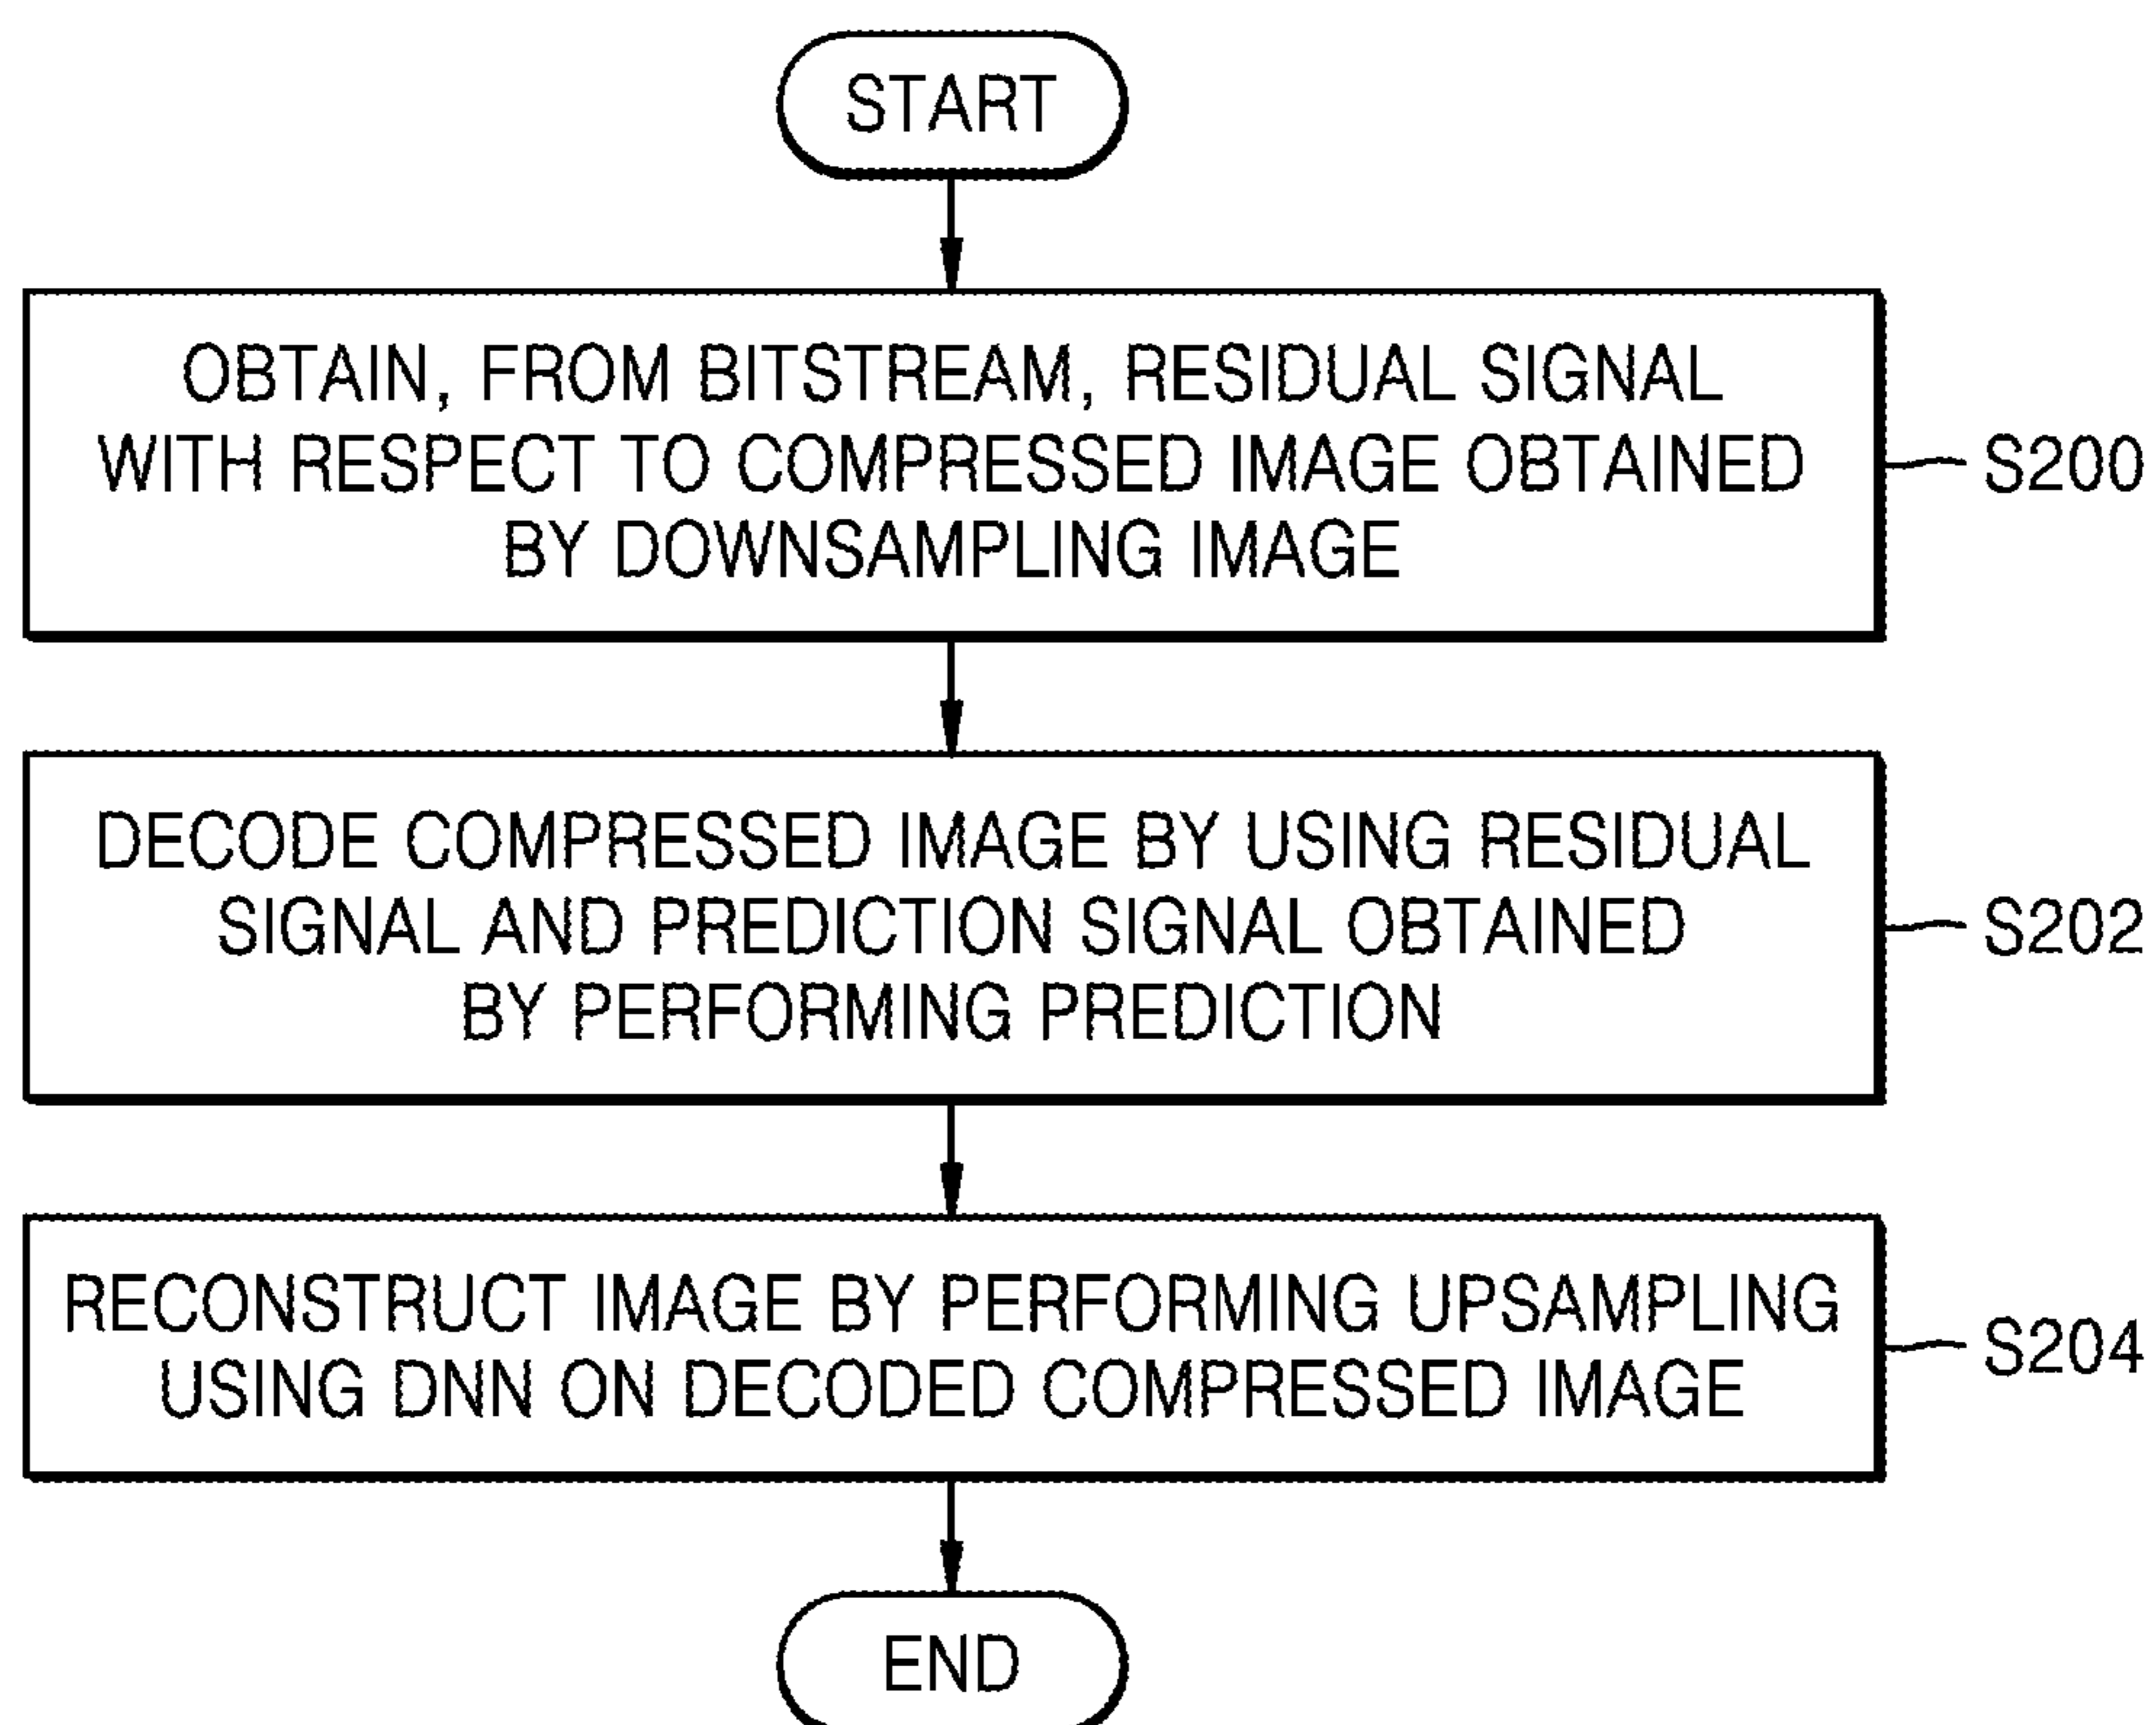 START
OBTAIN, FROM BITSTREAM, RESIDUAL SIGNAL
WITH RESPECT TO COMPRESSED IMAGE OBTAINED
BY DOWNSAMPLING IMAGE
S200
DECODE COMPRESSED IMAGE BY USING RESIDUAL
SIGNAL AND PREDICTION SIGNAL OBTAINED
BY PERFORMING PREDICTION
S202
RECONSTRUCT IMAGE BY PERFORMING UPSAMPLING
USING DNN ON DECODED COMPRESSED IMAGE
S204
END